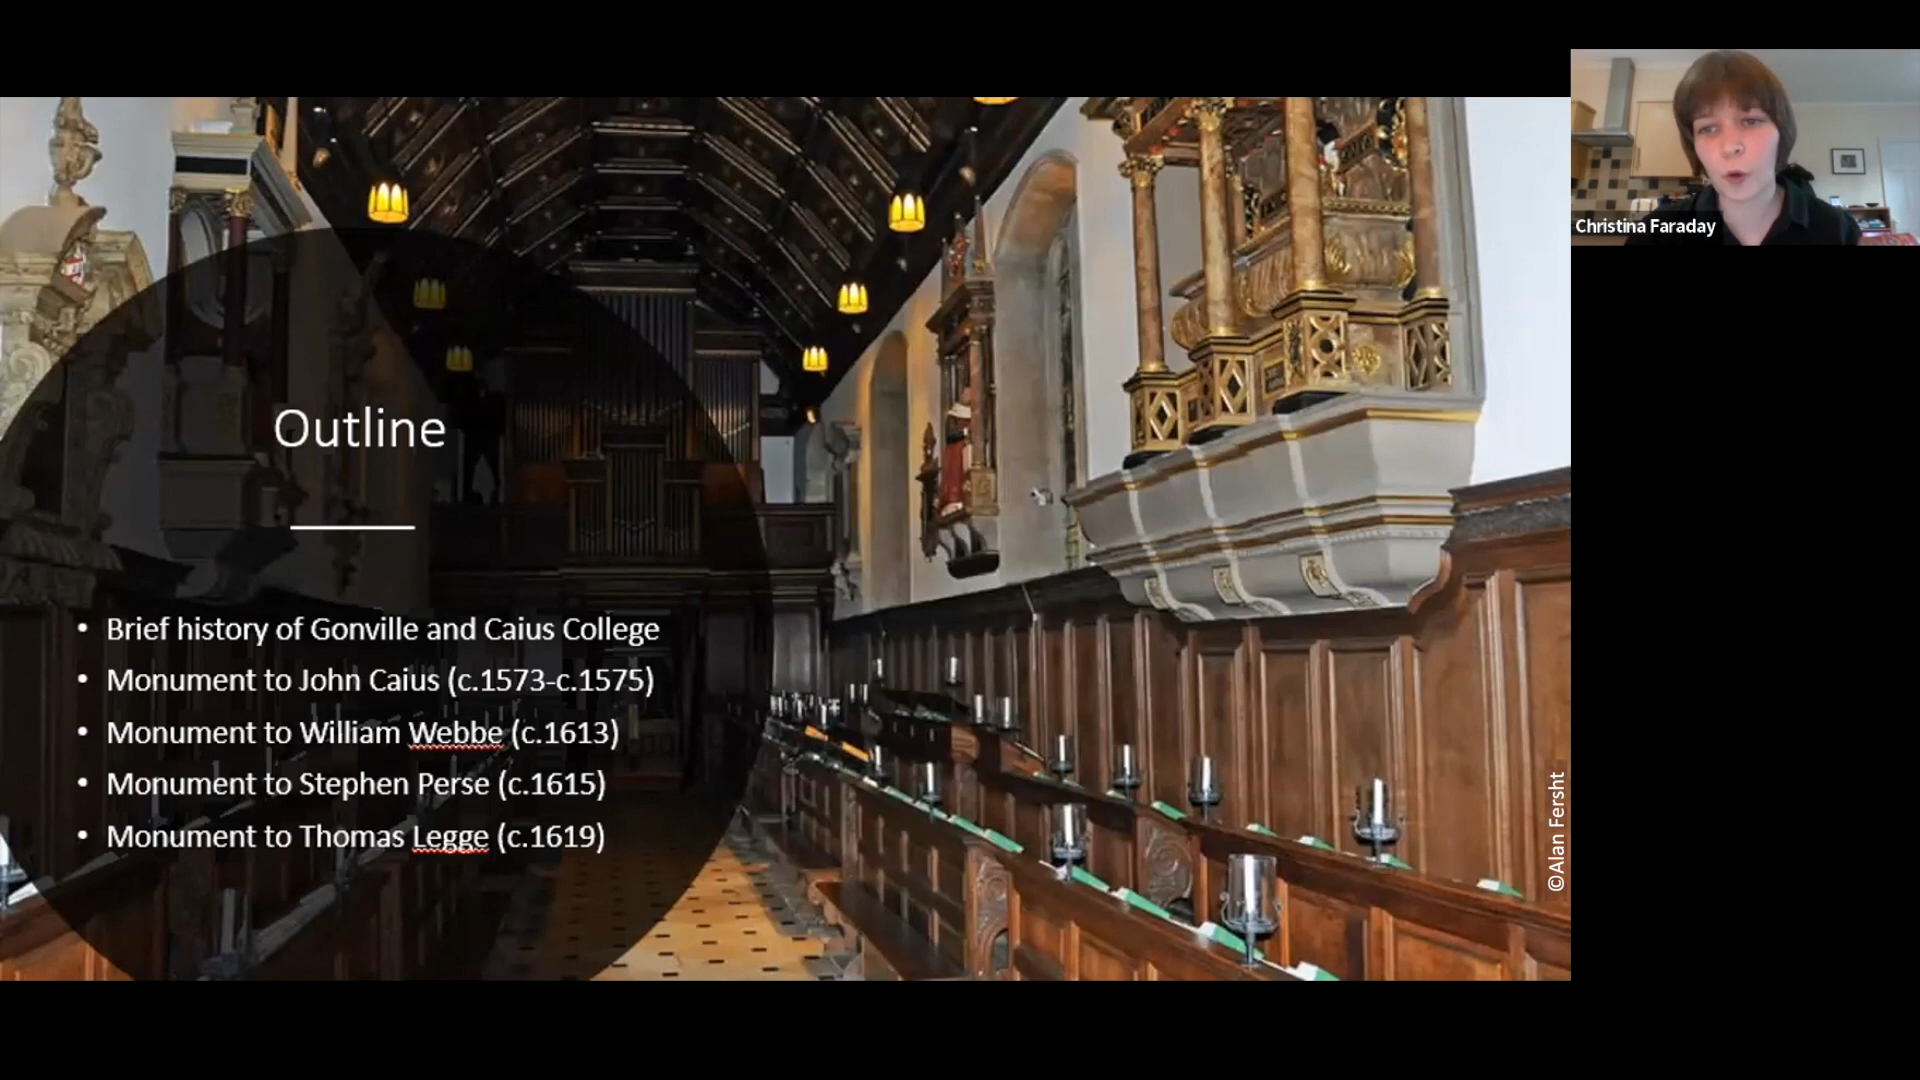 Outline
• Brief history of Gonville and Caius College
• Monument to John Caius (c.1573-c.1575)
• Monument to William Webbe (c.1613)
• Monument to Stephen Perse (c.1615)
• Monument to Thomas Legge (c.1619)
©Alan Fersht
Christina Faraday